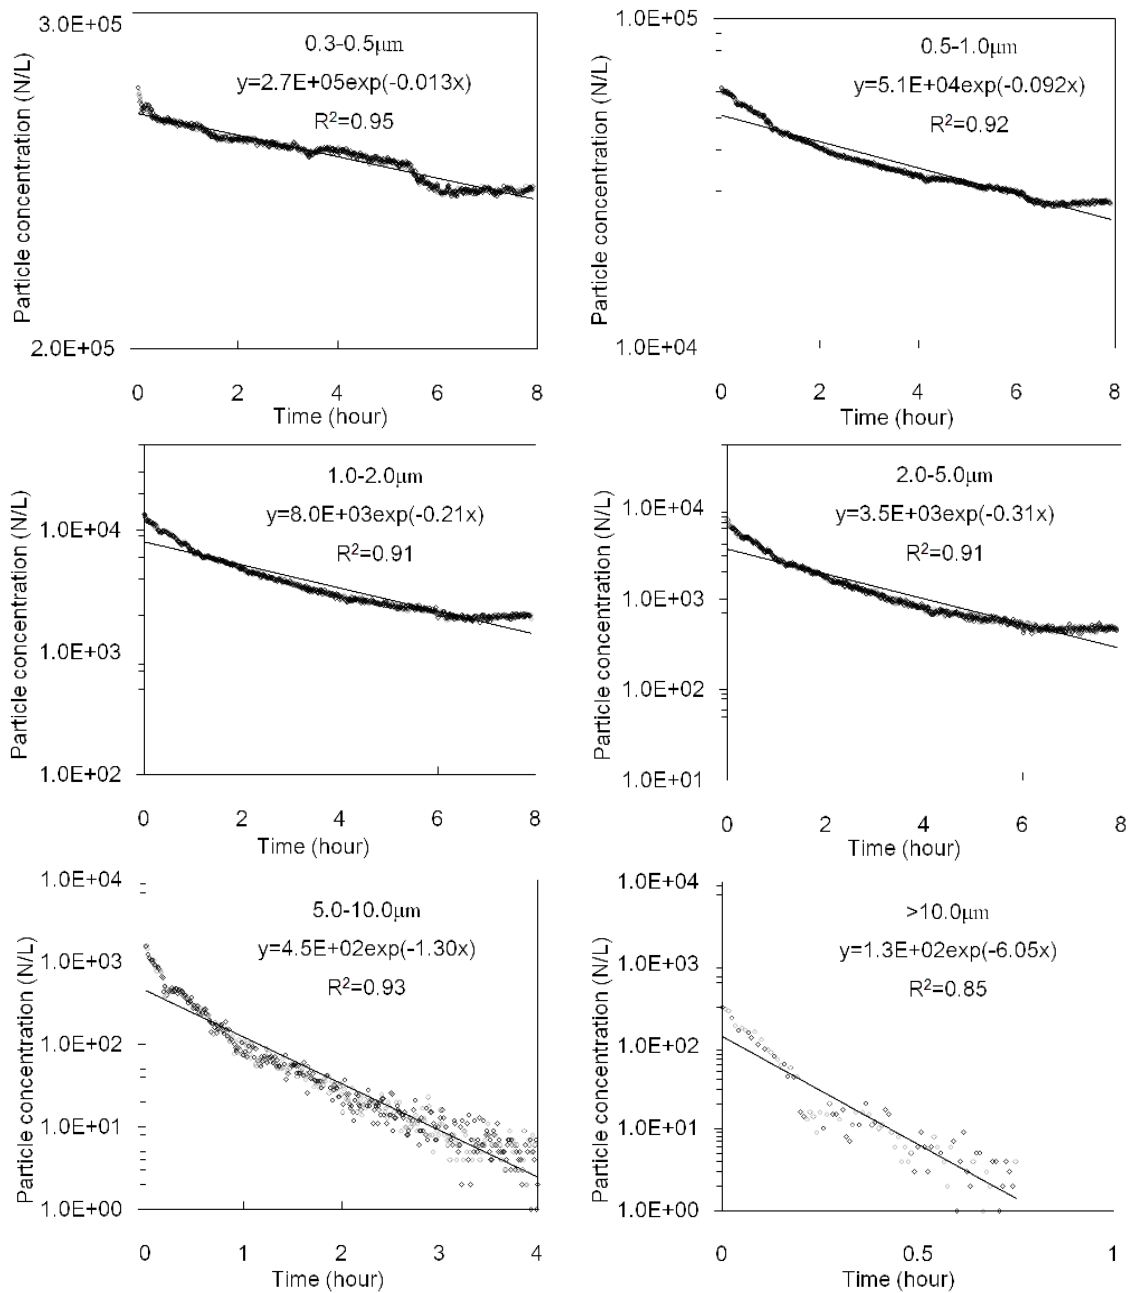 3.0E+05
0.3-0.5μm
y=2.7E+05exp(-0.013x)
R²=0.95
Particle concentration (N/L)
2.0E+05
0 2 4 6 8
Time (hour)
1.0E+05
0.5-1.0μm
y=5.1E+04exp(-0.092x)
R²=0.92
Particle concentration (N/L)
1.0E+04
0 2 4 6 8
Time (hour)
1.0-2.0μm
y=8.0E+03exp(-0.21x)
R²=0.91
Particle concentration (N/L)
1.0E+04
1.0E+03
1.0E+02
0 2 4 6 8
Time (hour)
2.0-5.0μm
y=3.5E+03exp(-0.31x)
R²=0.91
Particle concentration (N/L)
1.0E+04
1.0E+03
1.0E+02
1.0E+01
0 2 4 6 8
Time (hour)
1.0E+04
5.0-10.0μm
y=4.5E+02exp(-1.30x)
R²=0.93
Particle concentration (N/L)
1.0E+03
1.0E+02
1.0E+01
1.0E+00
0 1 2 3 4
Time (hour)
1.0E+04
>10.0μm
y=1.3E+02exp(-6.05x)
R²=0.85
Particle concentration (N/L)
1.0E+03
1.0E+02
1.0E+01
1.0E+00
0 0.5 1
Time (hour)